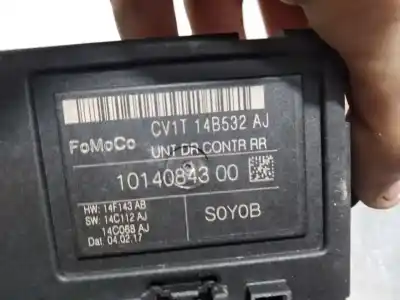 CV1T 14B532 AJ
FoMoCo
UNT DR CONTR RR
10140843 00
HW: 14F143 AB
SW: 14C112 AJ
14C068 AJ
Dat: 04.02.17
S0Y0B